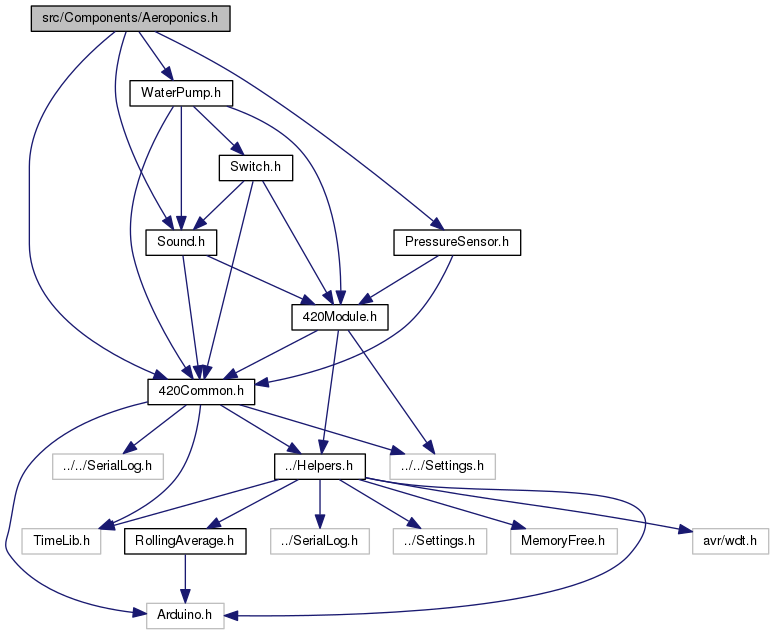 src/Components/Aeroponics.h
WaterPump.h
Switch.h
Sound.h
PressureSensor.h
420Module.h
420Common.h
../../SerialLog.h
../Helpers.h
../../Settings.h
TimeLib.h
RollingAverage.h
../SerialLog.h
../Settings.h
MemoryFree.h
avr/wdt.h
Arduino.h